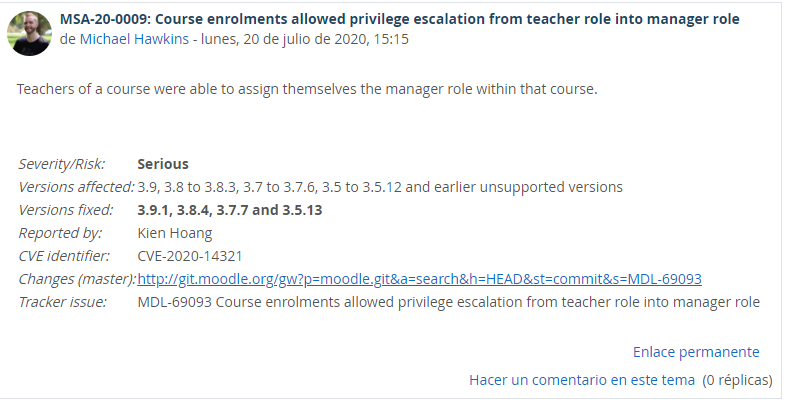 MSA-20-0009: Course enrolments allowed privilege escalation from teacher role into manager role
de Michael Hawkins - lunes, 20 de julio de 2020, 15:15
Teachers of a course were able to assign themselves the manager role within that course.
Severity/Risk: Serious
Versions affected: 3.9, 3.8 to 3.8.3, 3.7 to 3.7.6, 3.5 to 3.5.12 and earlier unsupported versions
Versions fixed: 3.9.1, 3.8.4, 3.7.7 and 3.5.13
Reported by: Kien Hoang
CVE identifier: CVE-2020-14321
Changes (master): http://git.moodle.org/gw?p=moodle.git&a=search&h=HEAD&st=commit&s=MDL-69093
Tracker issue: MDL-69093 Course enrolments allowed privilege escalation from teacher role into manager role
Enlace permanente
Hacer un comentario en este tema (0 réplicas)